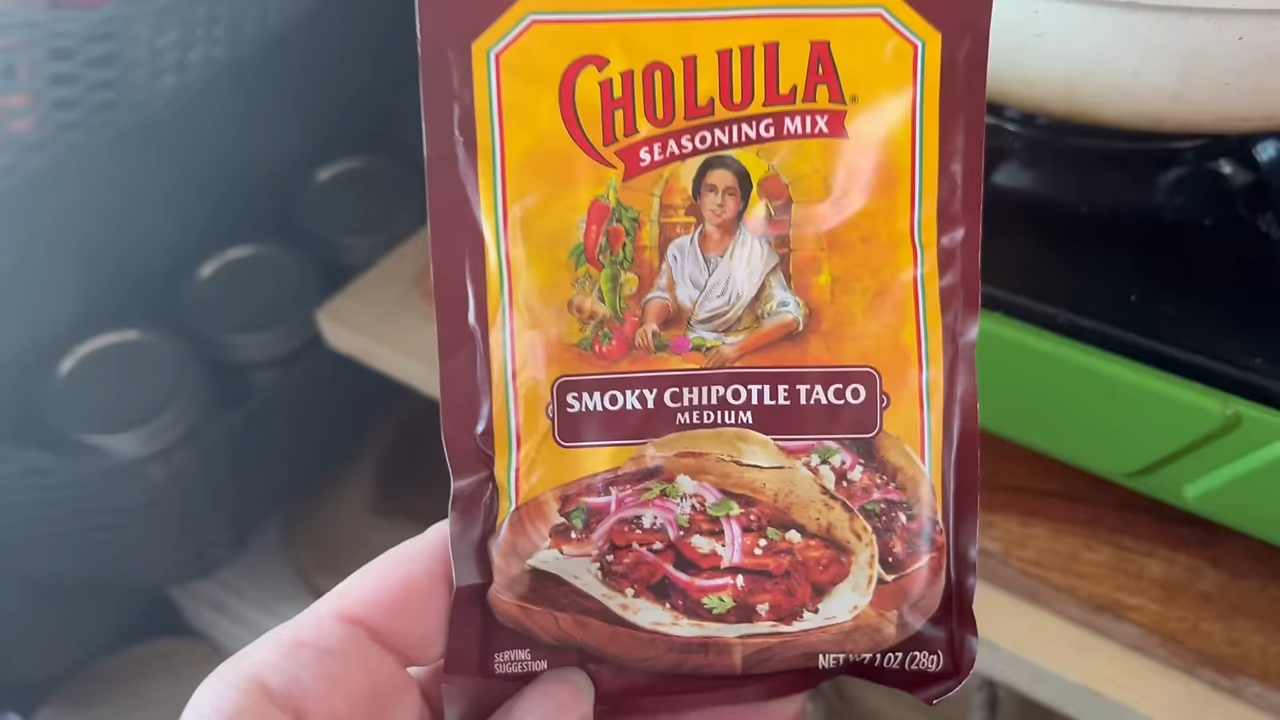 CHOLULA®
SEASONING MIX
SMOKY CHIPOTLE TACO
MEDIUM
SERVING
SUGGESTION
NET WT 1 OZ (28g)